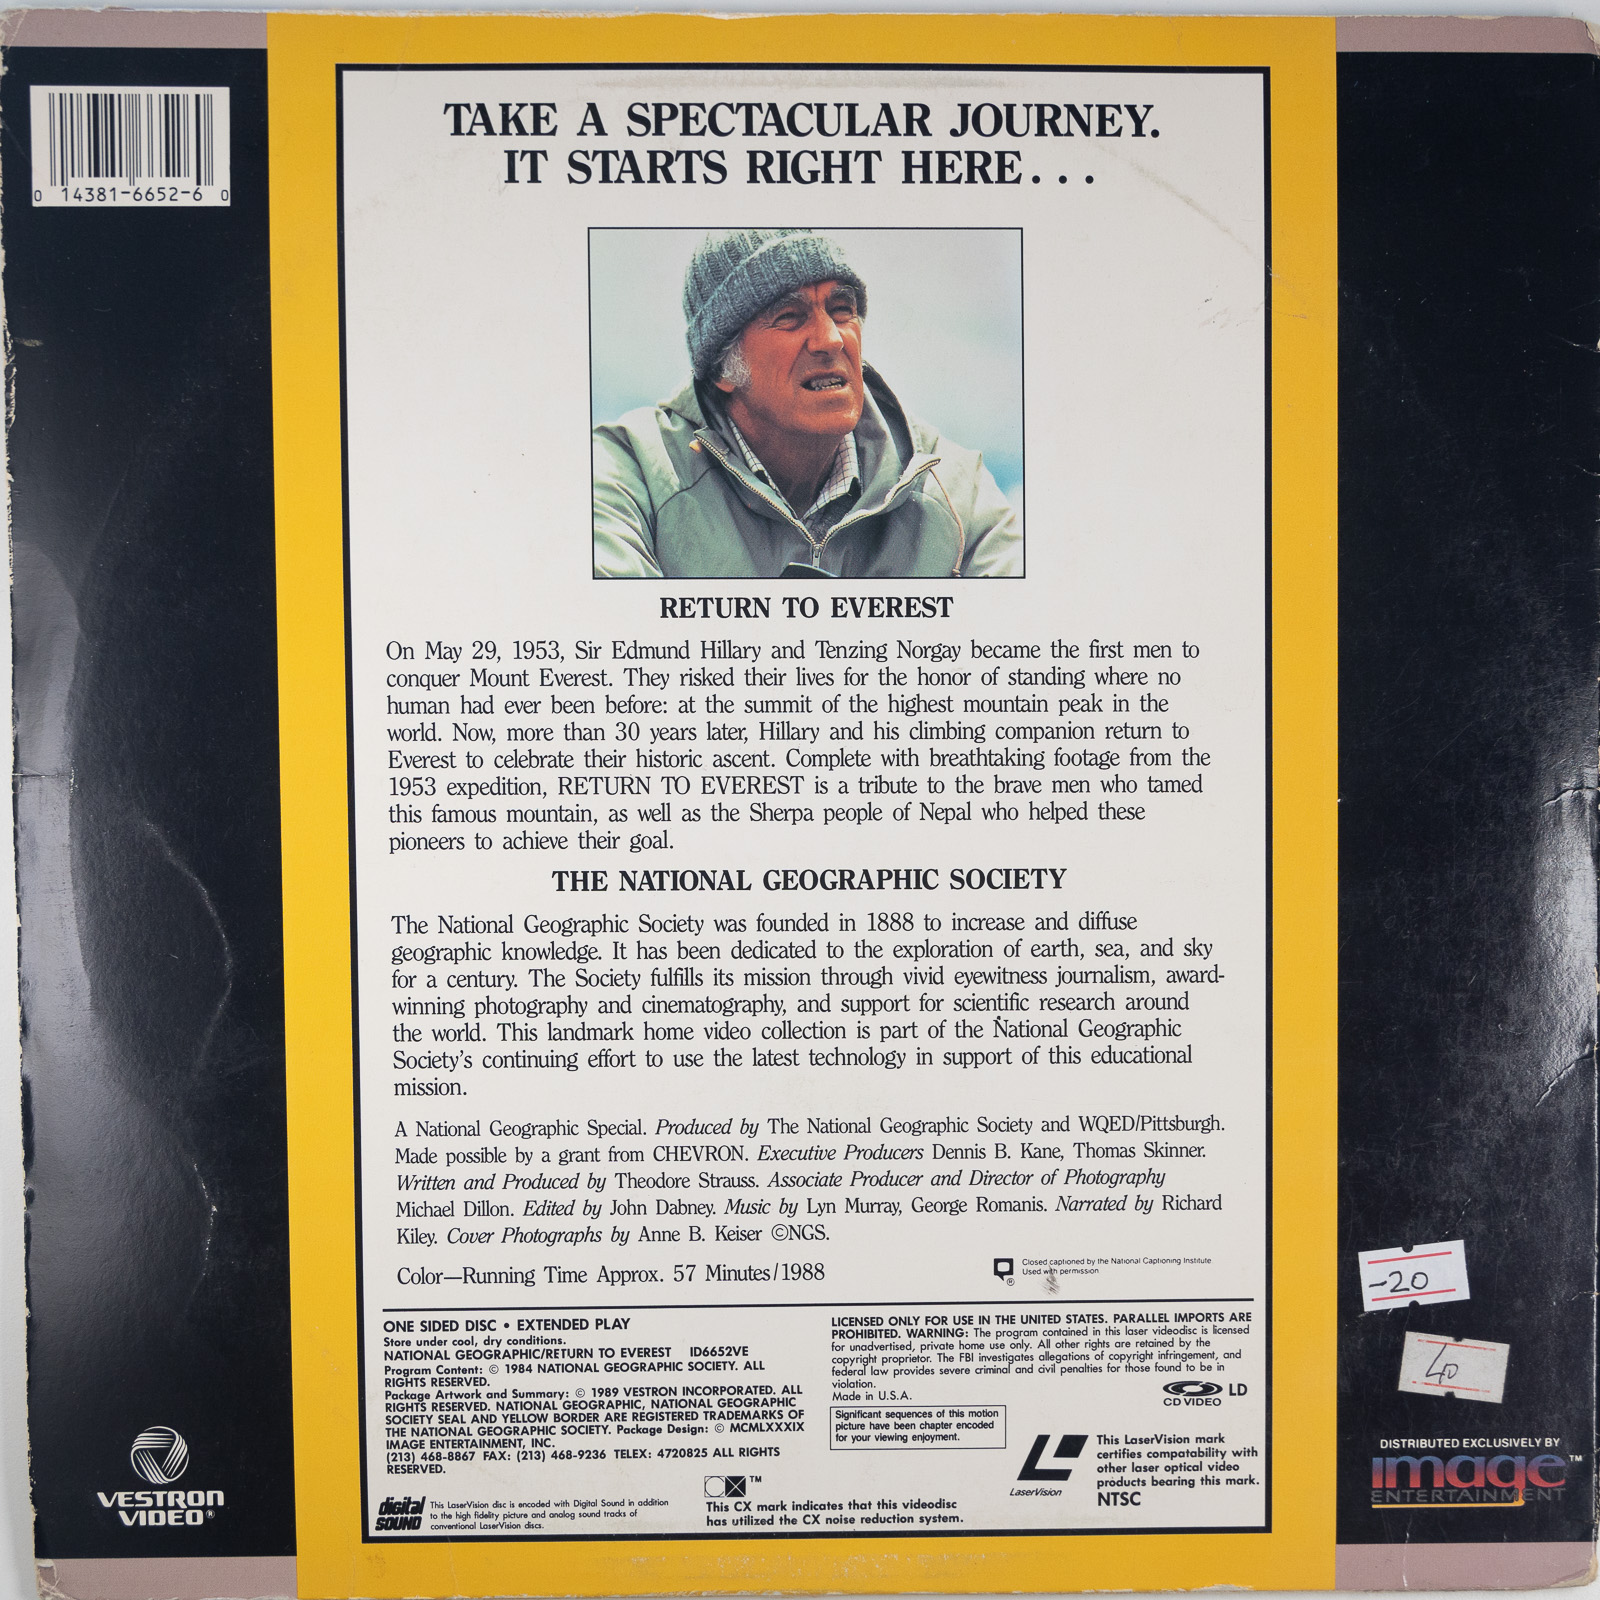 0 14381-6652-6 0
TAKE A SPECTACULAR JOURNEY.
IT STARTS RIGHT HERE...
RETURN TO EVEREST
On May 29, 1953, Sir Edmund Hillary and Tenzing Norgay became the first men to
conquer Mount Everest. They risked their lives for the honor of standing where no
human had ever been before: at the summit of the highest mountain peak in the
world. Now, more than 30 years later, Hillary and his climbing companion return to
Everest to celebrate their historic ascent. Complete with breathtaking footage from the
1953 expedition, RETURN TO EVEREST is a tribute to the brave men who tamed
this famous mountain, as well as the Sherpa people of Nepal who helped these
pioneers to achieve their goal.
THE NATIONAL GEOGRAPHIC SOCIETY
The National Geographic Society was founded in 1888 to increase and diffuse
geographic knowledge. It has been dedicated to the exploration of earth, sea, and sky
for a century. The Society fulfills its mission through vivid eyewitness journalism, award-
winning photography and cinematography, and support for scientific research around
the world. This landmark home video collection is part of the National Geographic
Society's continuing effort to use the latest technology in support of this educational
mission.
A National Geographic Special. Produced by The National Geographic Society and WQED/Pittsburgh.
Made possible by a grant from CHEVRON. Executive Producers Dennis B. Kane, Thomas Skinner.
Written and Produced by Theodore Strauss. Associate Producer and Director of Photography
Michael Dillon. Edited by John Dabney. Music by Lyn Murray, George Romanis. Narrated by Richard
Kiley. Cover Photographs by Anne B. Keiser ©NGS.
Color—Running Time Approx. 57 Minutes/1988
Closed captioned by the National Captioning Institute
Used with permission
ONE SIDED DISC • EXTENDED PLAY
Store under cool, dry conditions.
NATIONAL GEOGRAPHIC/RETURN TO EVEREST ID6652VE
Program Content: © 1984 NATIONAL GEOGRAPHIC SOCIETY. ALL
RIGHTS RESERVED.
Package Artwork and Summary: © 1989 VESTRON INCORPORATED. ALL
RIGHTS RESERVED. NATIONAL GEOGRAPHIC, NATIONAL GEOGRAPHIC
SOCIETY SEAL AND YELLOW BORDER ARE REGISTERED TRADEMARKS OF
THE NATIONAL GEOGRAPHIC SOCIETY. Package Design: © MCMLXXXIX
IMAGE ENTERTAINMENT, INC.
(213) 468-8867 FAX: (213) 468-9236 TELEX: 4720825 ALL RIGHTS
RESERVED.
digital
SOUND
This LaserVision disc is encoded with Digital Sound in addition
to the high fidelity picture and analog sound tracks of
conventional LaserVision discs.
CX™
This CX mark indicates that this videodisc
has utilized the CX noise reduction system.
LICENSED ONLY FOR USE IN THE UNITED STATES. PARALLEL IMPORTS ARE
PROHIBITED. WARNING: The program contained in this laser videodisc is licensed
for unadvertised, private home use only. All other rights are retained by the
copyright proprietor. The FBI investigates allegations of copyright infringement, and
federal law provides severe criminal and civil penalties for those found to be in
violation.
Made in U.S.A.
CD VIDEO LD
Significant sequences of this motion
picture have been chapter encoded
for your viewing enjoyment.
LaserVision
This LaserVision mark
certifies compatability with
other laser optical video
products bearing this mark.
NTSC
VESTRON
VIDEO®
-20
40
DISTRIBUTED EXCLUSIVELY BY
image™
ENTERTAINMENT